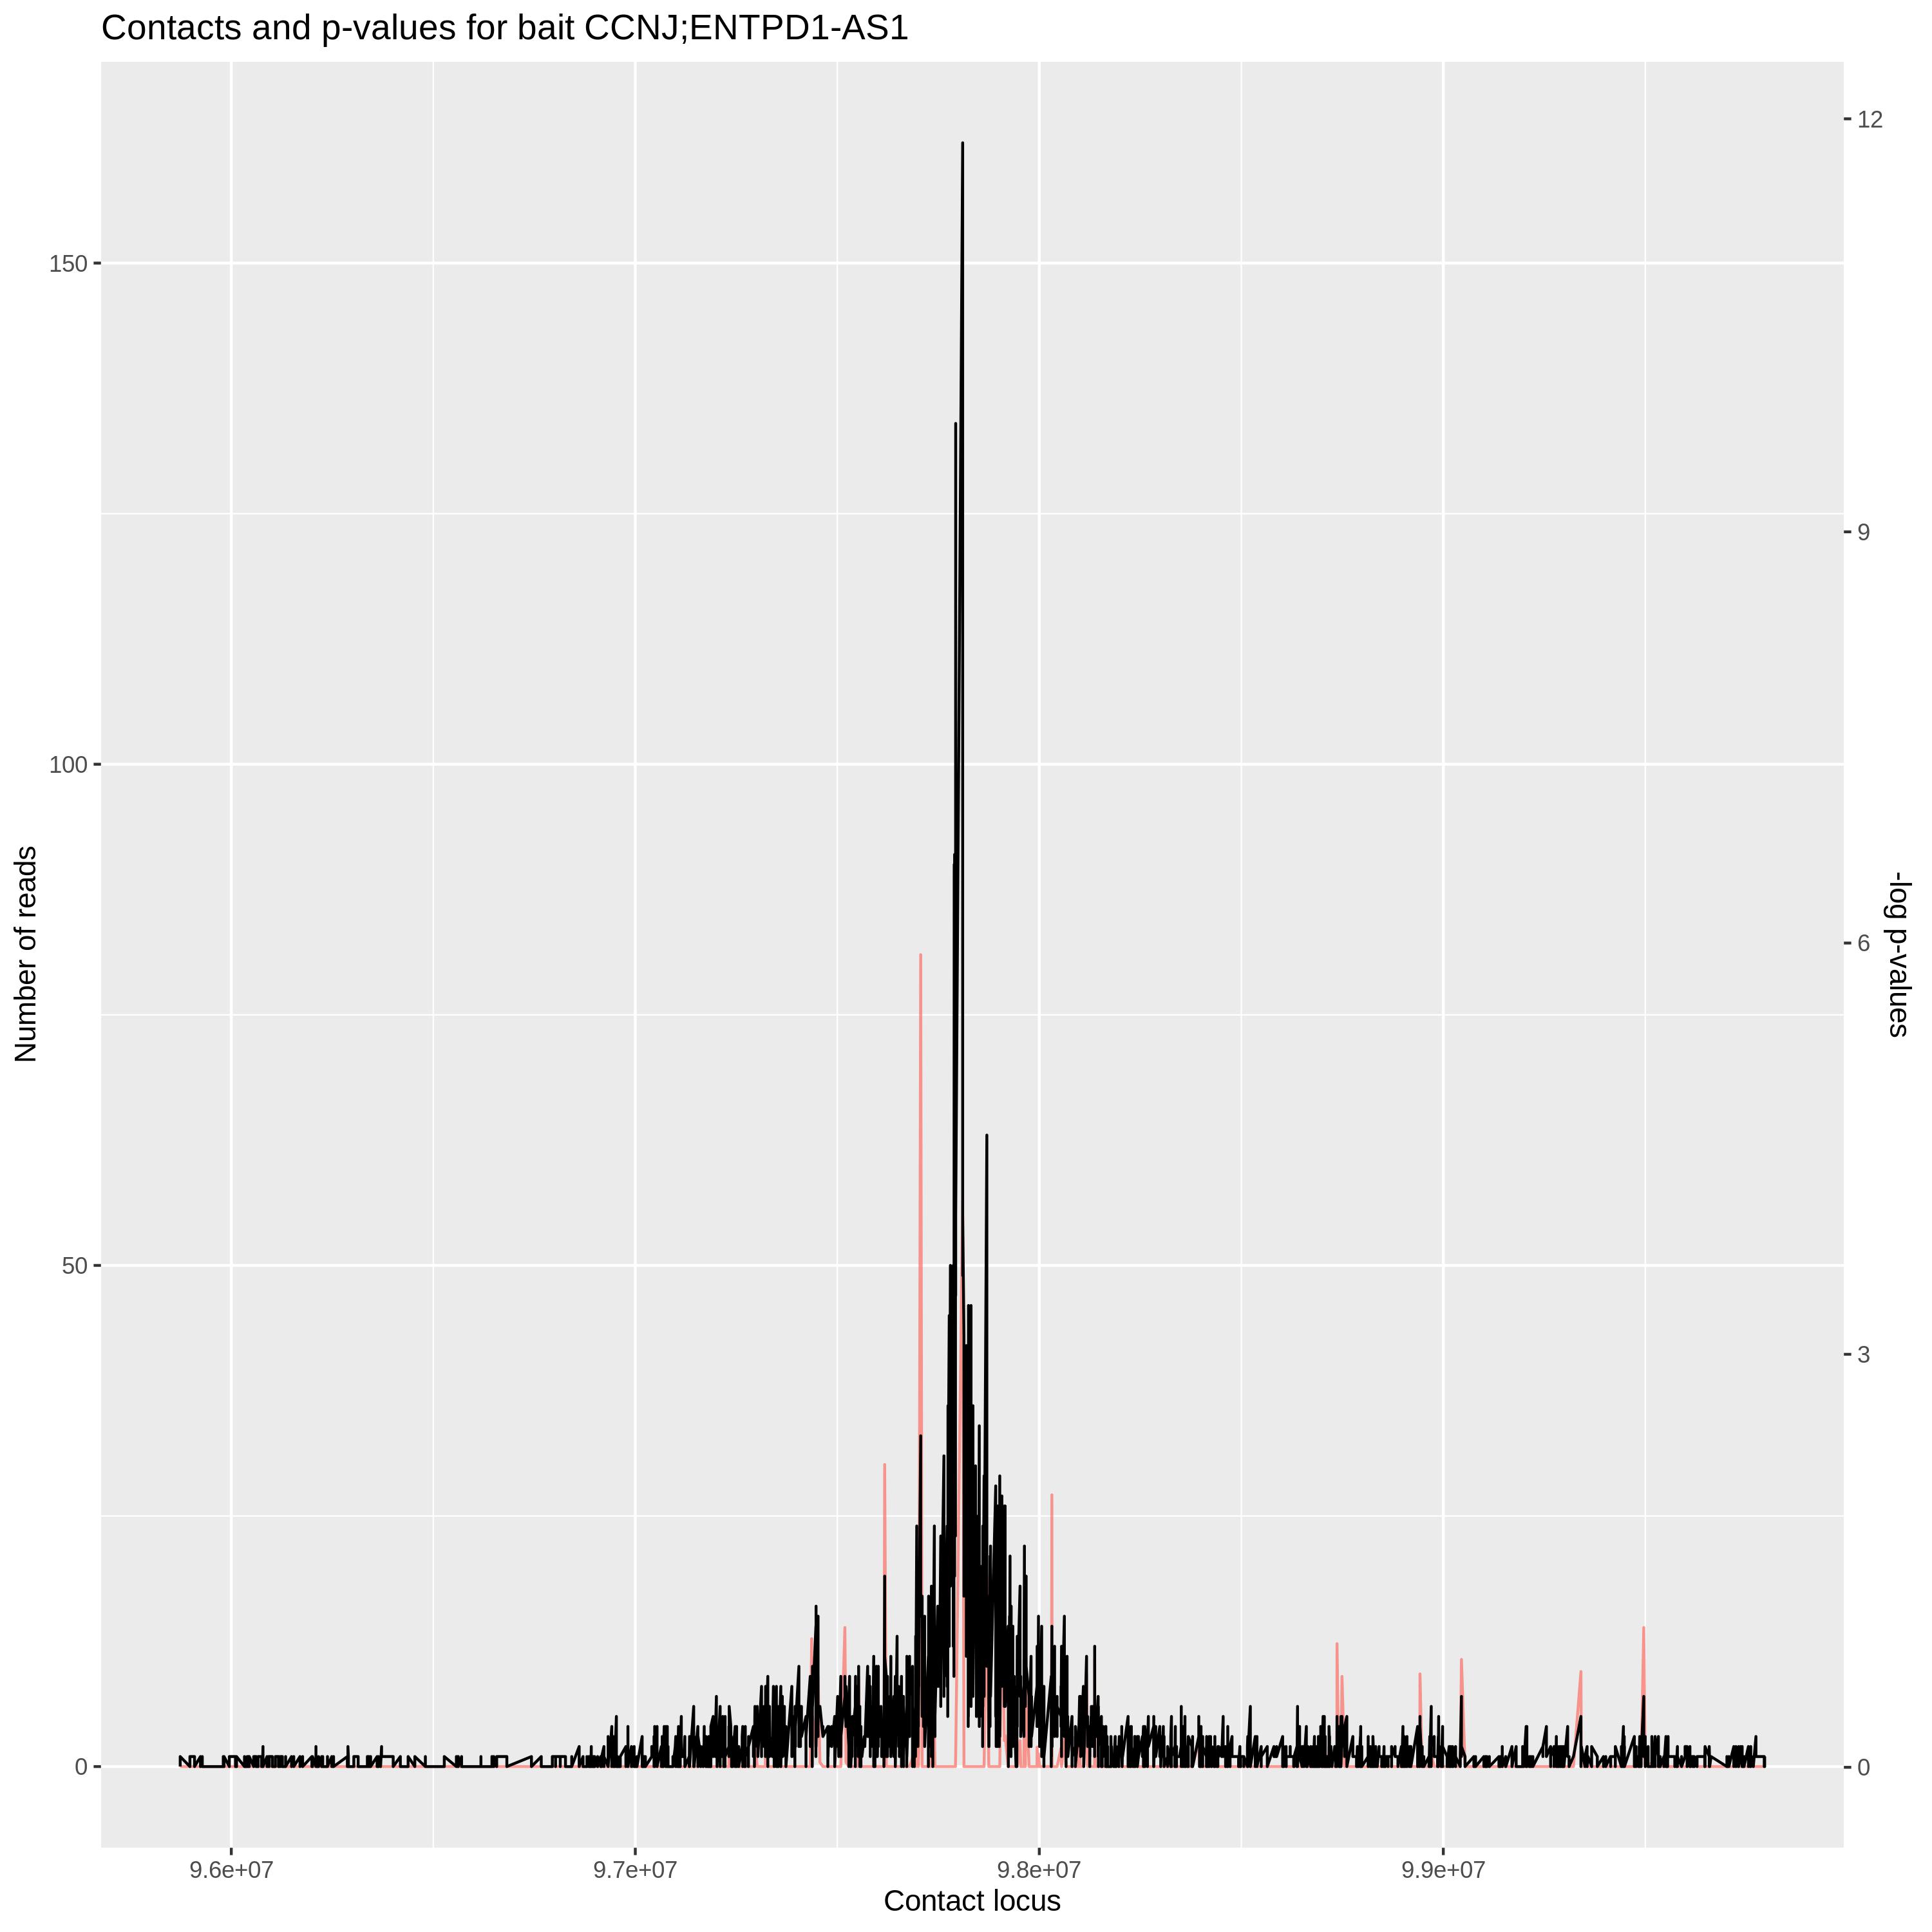 Contacts and p-values for bait CCNJ;ENTPD1-AS1
12
150
9
100
6
Number of reads
-log p-values
50
3
0
0
9.6e+07 9.7e+07 9.8e+07 9.9e+07
Contact locus